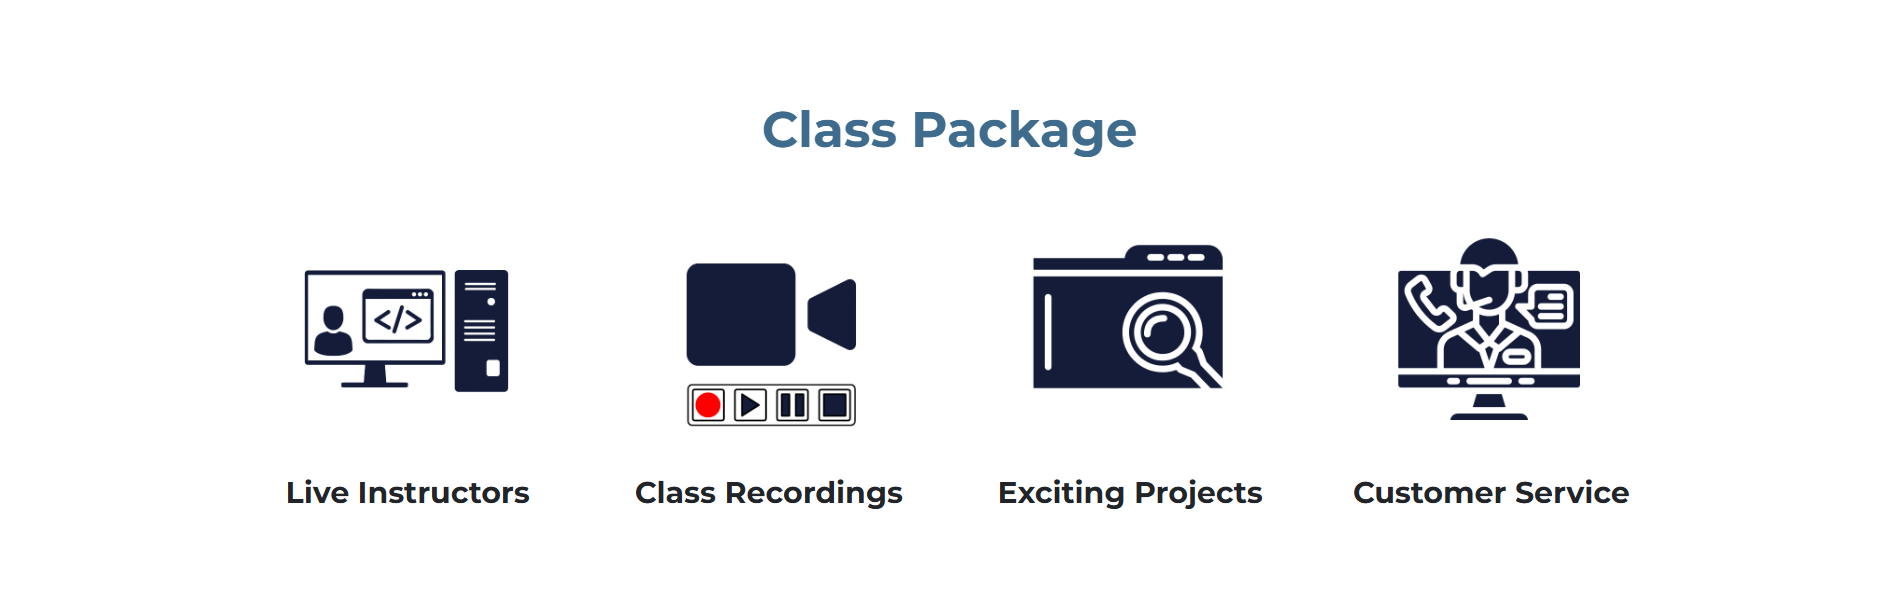 Class Package
</>
Live Instructors
Class Recordings
Exciting Projects
Customer Service